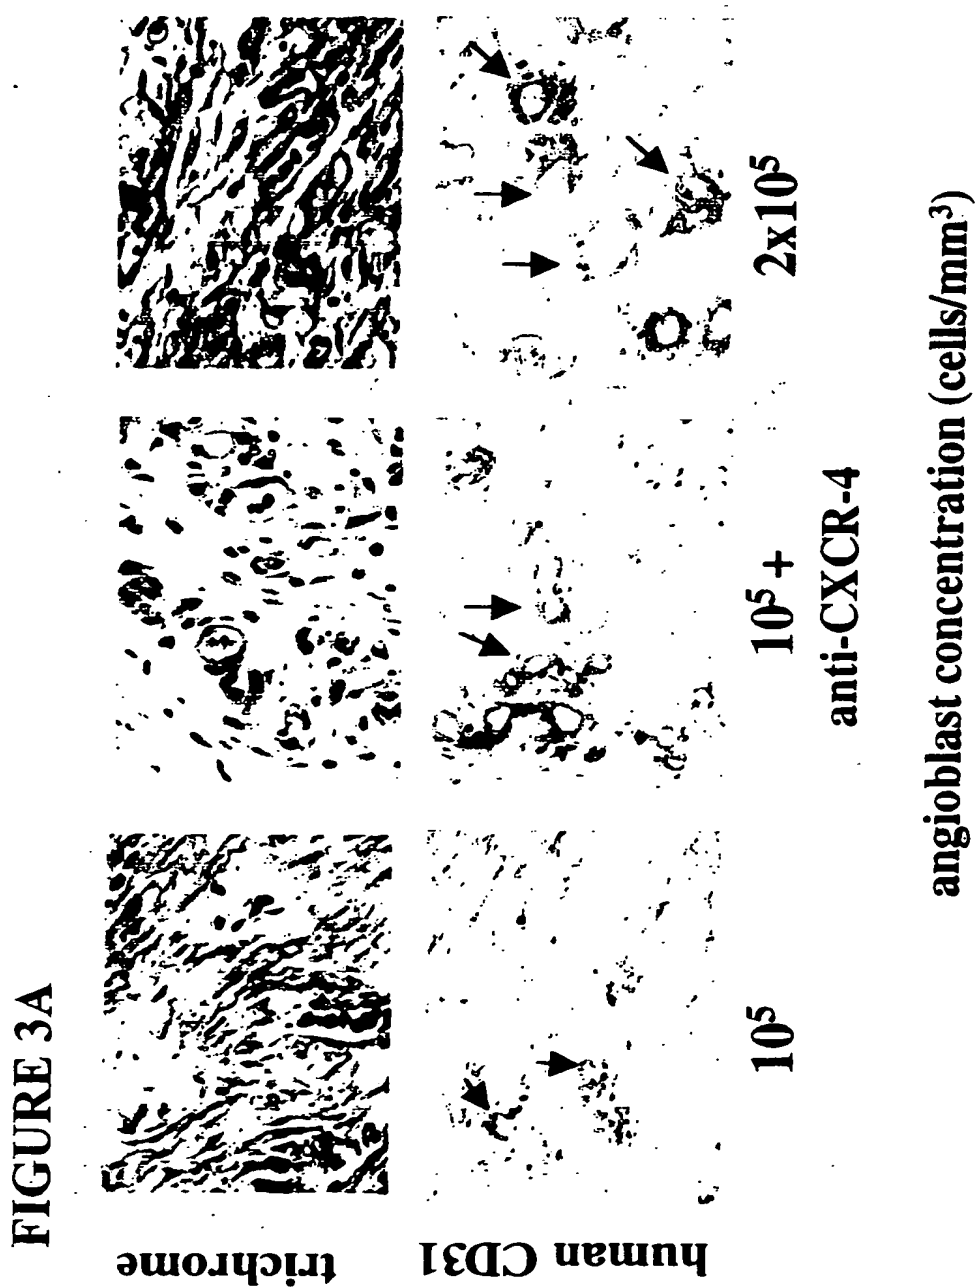 FIGURE 3A
trichrome
human CD31
10⁵
10⁵ +
anti-CXCR-4
2x10⁵
angioblast concentration (cells/mm³)